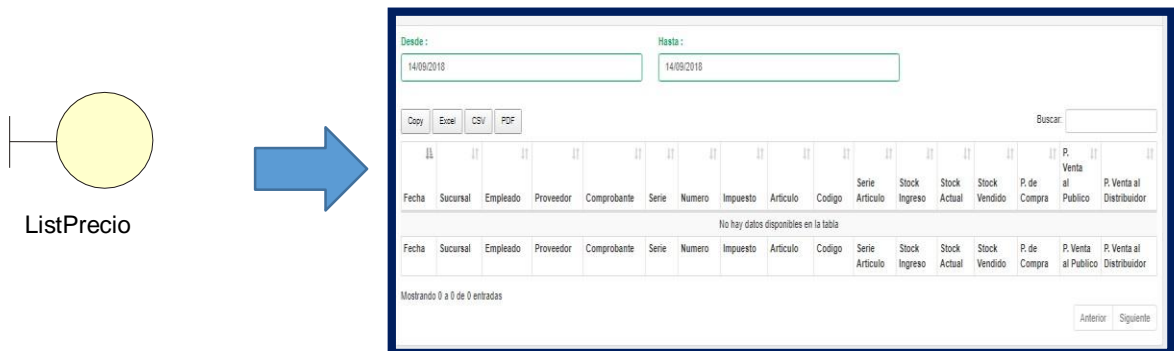 ListPrecio
Desde :
Hasta :
14/09/2018
14/09/2018
Copy Excel CSV PDF
Buscar:
Fecha Sucursal Empleado Proveedor Comprobante Serie Numero Impuesto Articulo Codigo Serie Articulo Stock Ingreso Stock Actual Stock Vendido P. de Compra P. Venta al Publico P. Venta al Distribuidor
No hay datos disponibles en la tabla
Fecha Sucursal Empleado Proveedor Comprobante Serie Numero Impuesto Articulo Codigo Serie Articulo Stock Ingreso Stock Actual Stock Vendido P. de Compra P. Venta al Publico P. Venta al Distribuidor
Mostrando 0 a 0 de 0 entradas
Anterior Siguiente